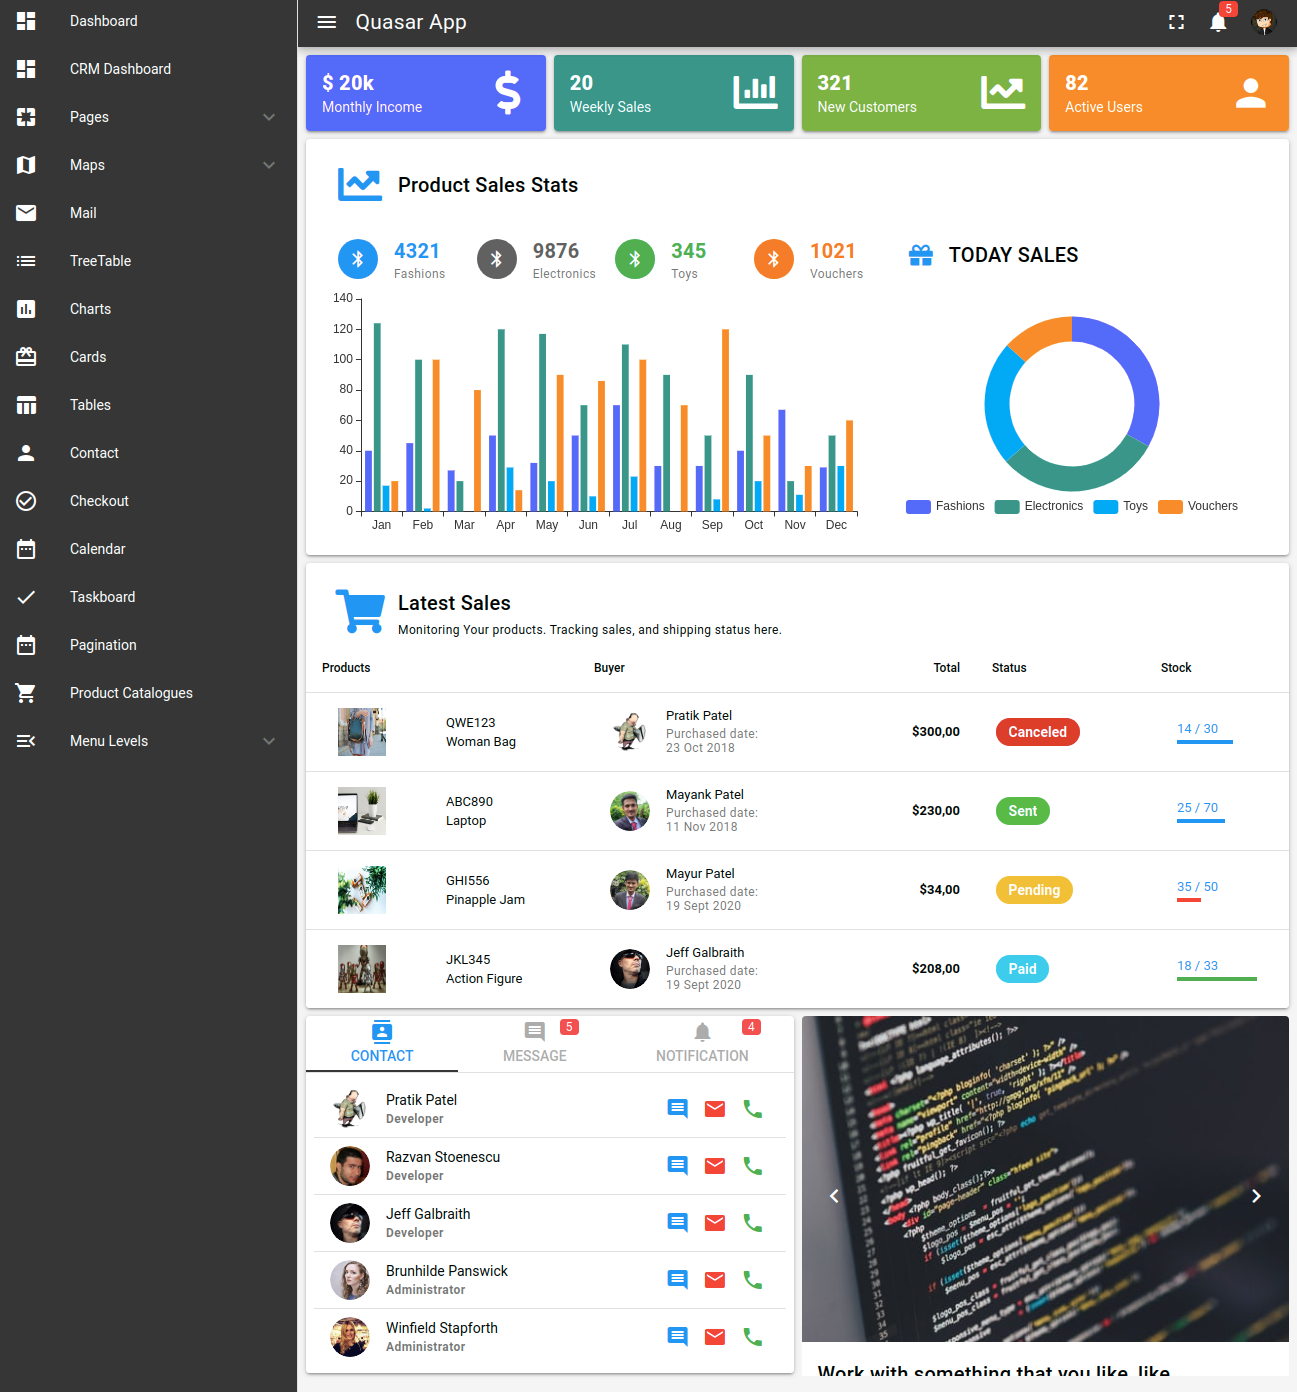 Dashboard
CRM Dashboard
Pages
Maps
Mail
TreeTable
Charts
Cards
Tables
Contact
Checkout
Calendar
Taskboard
Pagination
Product Catalogues
Menu Levels
Quasar App
5
$ 20k
Monthly Income
20
Weekly Sales
321
New Customers
82
Active Users
Product Sales Stats
4321
Fashions
9876
Electronics
345
Toys
1021
Vouchers
TODAY SALES
140
120
100
80
60
40
20
0
Jan Feb Mar Apr May Jun Jul Aug Sep Oct Nov Dec
Fashions Electronics Toys Vouchers
Latest Sales
Monitoring Your products. Tracking sales, and shipping status here.
Products Buyer Total Status Stock
QWE123
Woman Bag
Pratik Patel
Purchased date:
23 Oct 2018
$300,00
Canceled
14 / 30
ABC890
Laptop
Mayank Patel
Purchased date:
11 Nov 2018
$230,00
Sent
25 / 70
GHI556
Pinapple Jam
Mayur Patel
Purchased date:
19 Sept 2020
$34,00
Pending
35 / 50
JKL345
Action Figure
Jeff Galbraith
Purchased date:
19 Sept 2020
$208,00
Paid
18 / 33
CONTACT
MESSAGE
5
NOTIFICATION
4
Pratik Patel
Developer
Razvan Stoenescu
Developer
Jeff Galbraith
Developer
Brunhilde Panswick
Administrator
Winfield Stapforth
Administrator
Work with something that you like, like